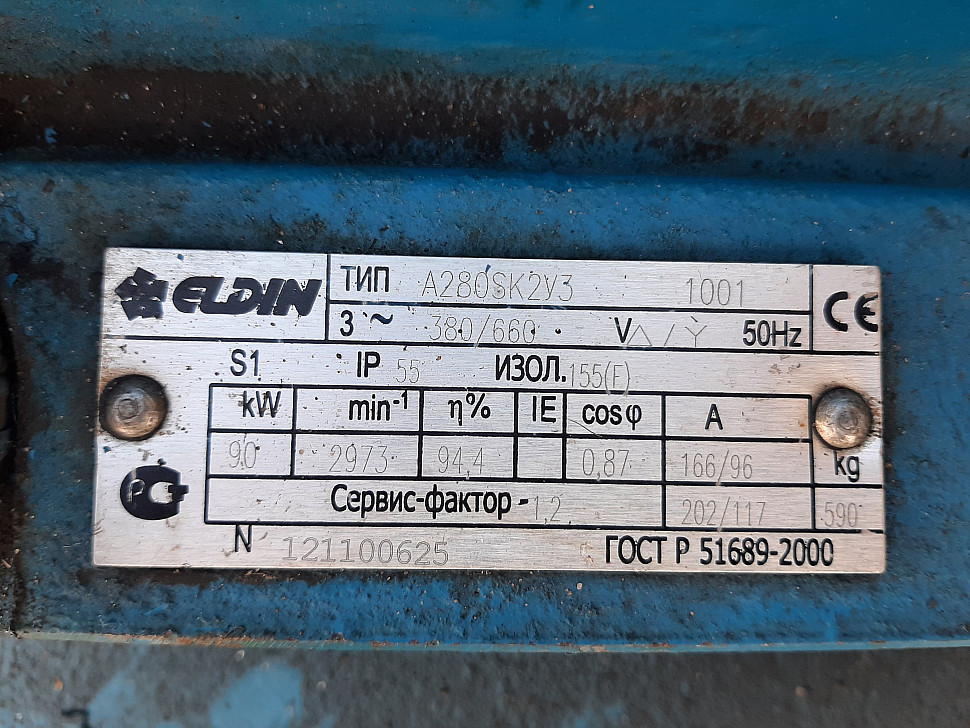 ELDIN
ТИП A280SK2У3 1001
3 ~ 380/660 V △ / Y 50Hz
CE
S1 IP 55 ИЗОЛ. 155(F)
kW min⁻¹ η% IE cos φ A
90 2973 94,4 0,87 166/96
kg
Сервис-фактор - 1,2 202/117 590
РСТ
N 121100625 ГОСТ Р 51689-2000